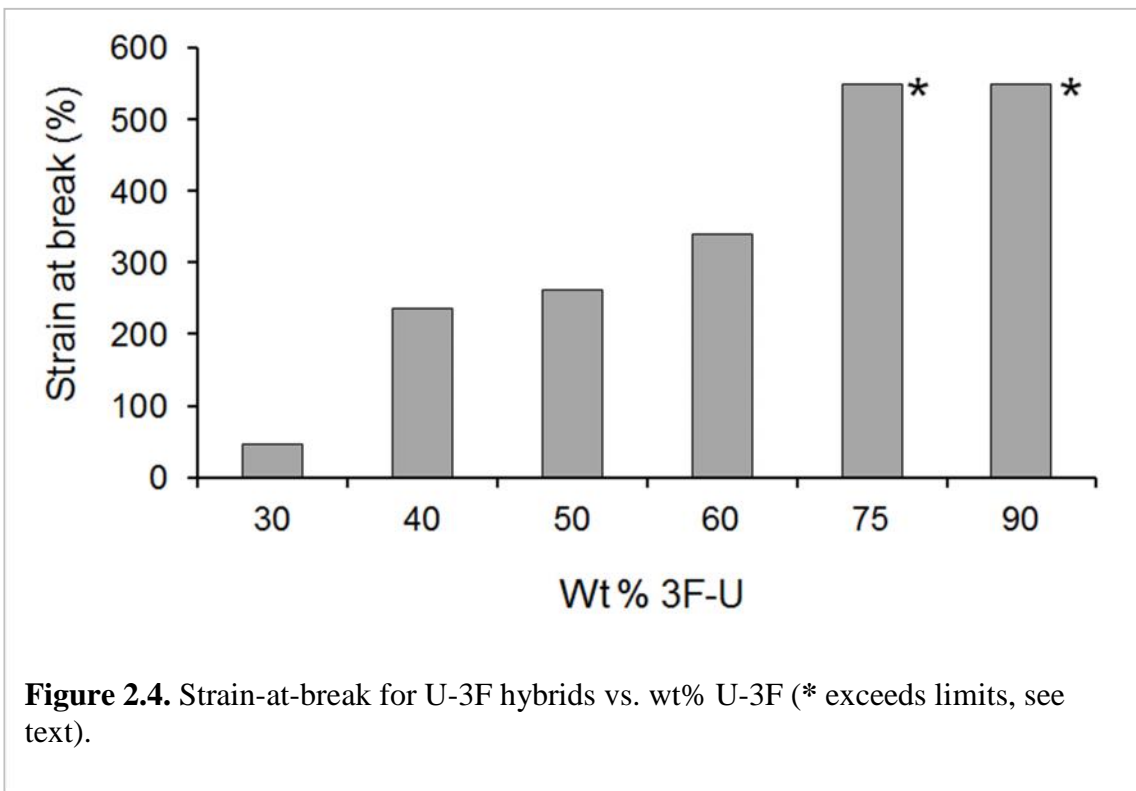 600
500
400
300
200
100
0
Strain at break (%)
*
*
30 40 50 60 75 90
Wt% 3F-U
Figure 2.4. Strain-at-break for U-3F hybrids vs. wt% U-3F (* exceeds limits, see
text).